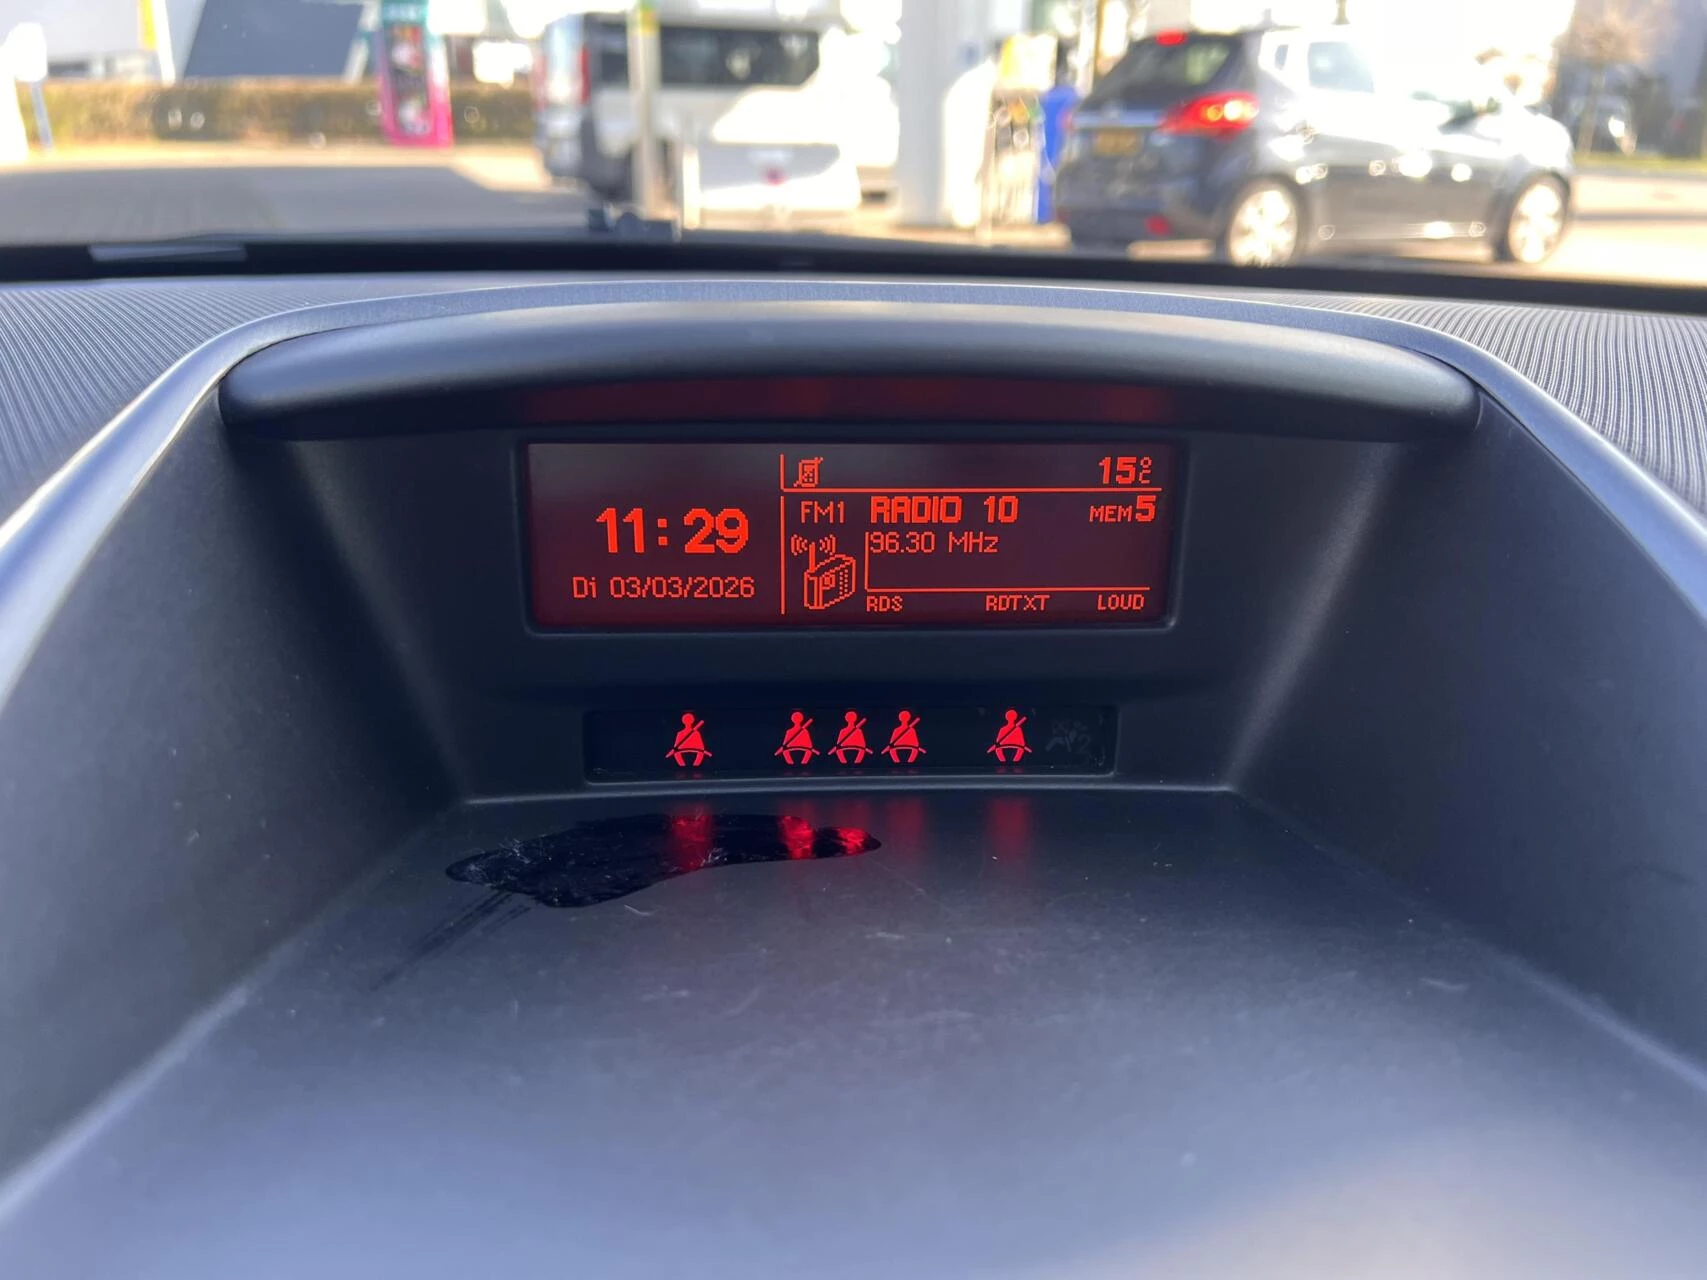 15°C
11:29
Di 03/03/2026
FM1 RADIO 10 MEM5
96.30 MHz
RDS RDTXT LOUD